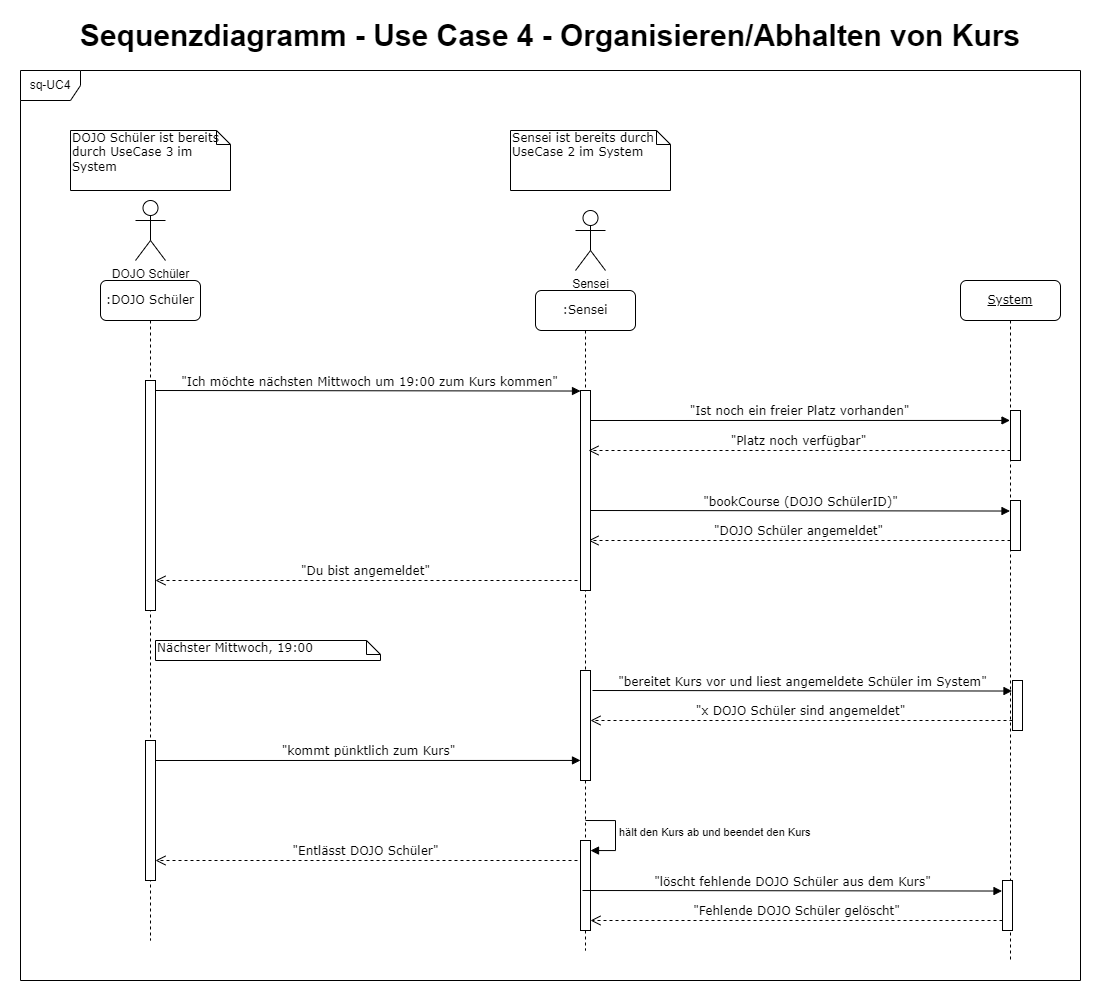 Sequenzdiagramm - Use Case 4 - Organisieren/Abhalten von Kurs
sq-UC4
DOJO Schüler ist bereits
durch UseCase 3 im
System
Sensei ist bereits durch
UseCase 2 im System
DOJO Schüler
:DOJO Schüler
Sensei
:Sensei
System
"Ich möchte nächsten Mittwoch um 19:00 zum Kurs kommen"
"Ist noch ein freier Platz vorhanden"
"Platz noch verfügbar"
"bookCourse (DOJO SchülerID)"
"DOJO Schüler angemeldet"
"Du bist angemeldet"
Nächster Mittwoch, 19:00
"bereitet Kurs vor und liest angemeldete Schüler im System"
"x DOJO Schüler sind angemeldet"
"kommt pünktlich zum Kurs"
hält den Kurs ab und beendet den Kurs
"Entlässt DOJO Schüler"
"löscht fehlende DOJO Schüler aus dem Kurs"
"Fehlende DOJO Schüler gelöscht"